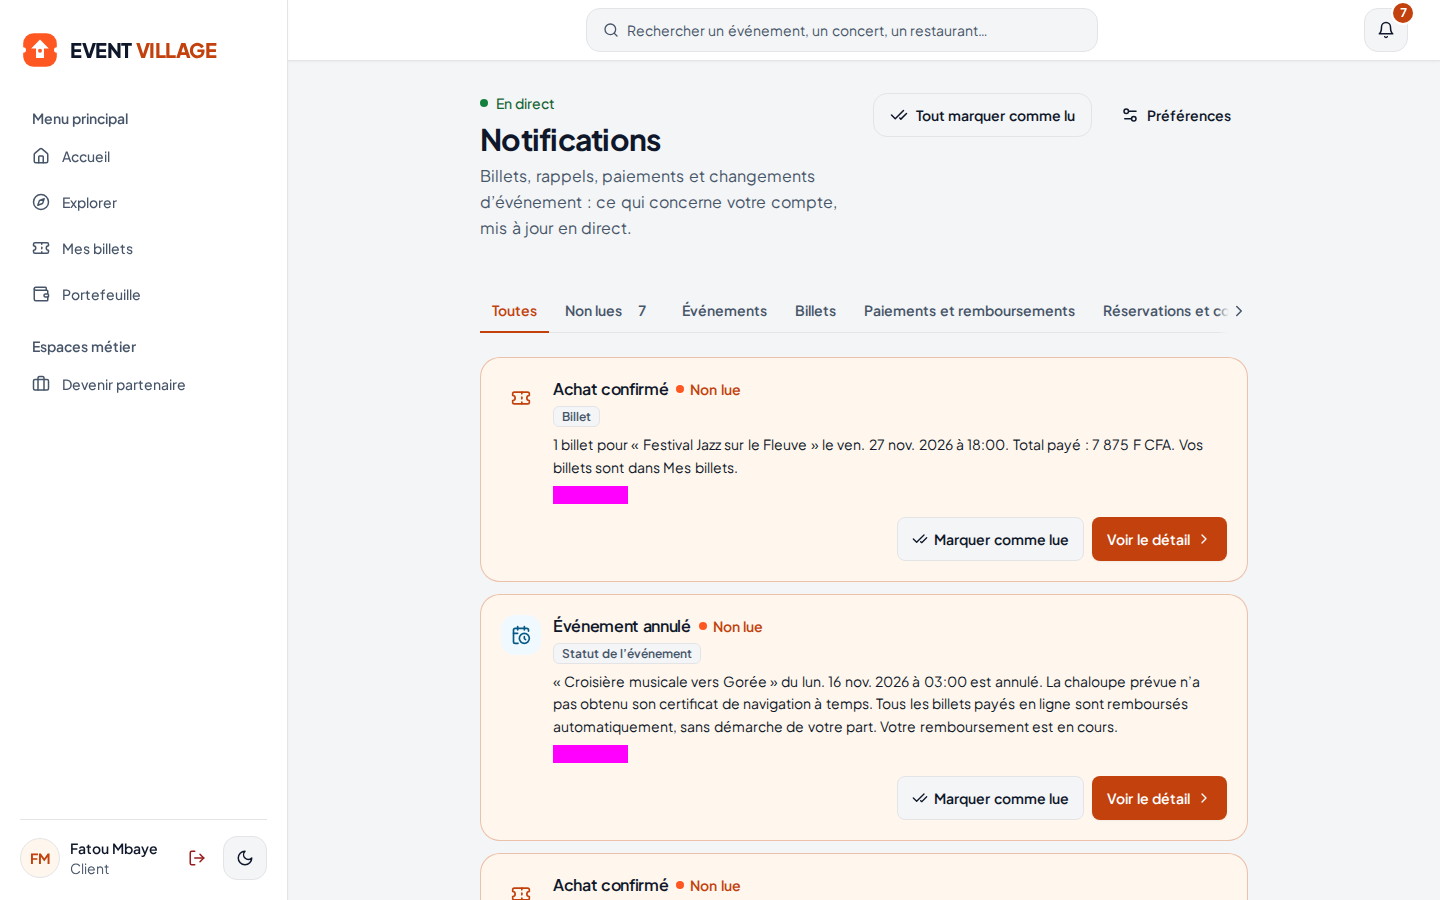 EVENT VILLAGE
Rechercher un événement, un concert, un restaurant...
7
Menu principal
Accueil
Explorer
Mes billets
Portefeuille
Espaces métier
Devenir partenaire
FM
Fatou Mbaye
Client
En direct
Notifications
Billets, rappels, paiements et changements
d’événement : ce qui concerne votre compte,
mis à jour en direct.
Tout marquer comme lu
Préférences
Toutes
Non lues 7
Événements
Billets
Paiements et remboursements
Réservations et
Achat confirmé
Non lue
Billet
1 billet pour « Festival Jazz sur le Fleuve » le ven. 27 nov. 2026 à 18:00. Total payé : 7 875 F CFA. Vos
billets sont dans Mes billets.
Marquer comme lue
Voir le détail
Événement annulé
Non lue
Statut de l’événement
« Croisière musicale vers Gorée » du lun. 16 nov. 2026 à 03:00 est annulé. La chaloupe prévue n’a
pas obtenu son certificat de navigation à temps. Tous les billets payés en ligne sont remboursés
automatiquement, sans démarche de votre part. Votre remboursement est en cours.
Marquer comme lue
Voir le détail
Achat confirmé
Non lue